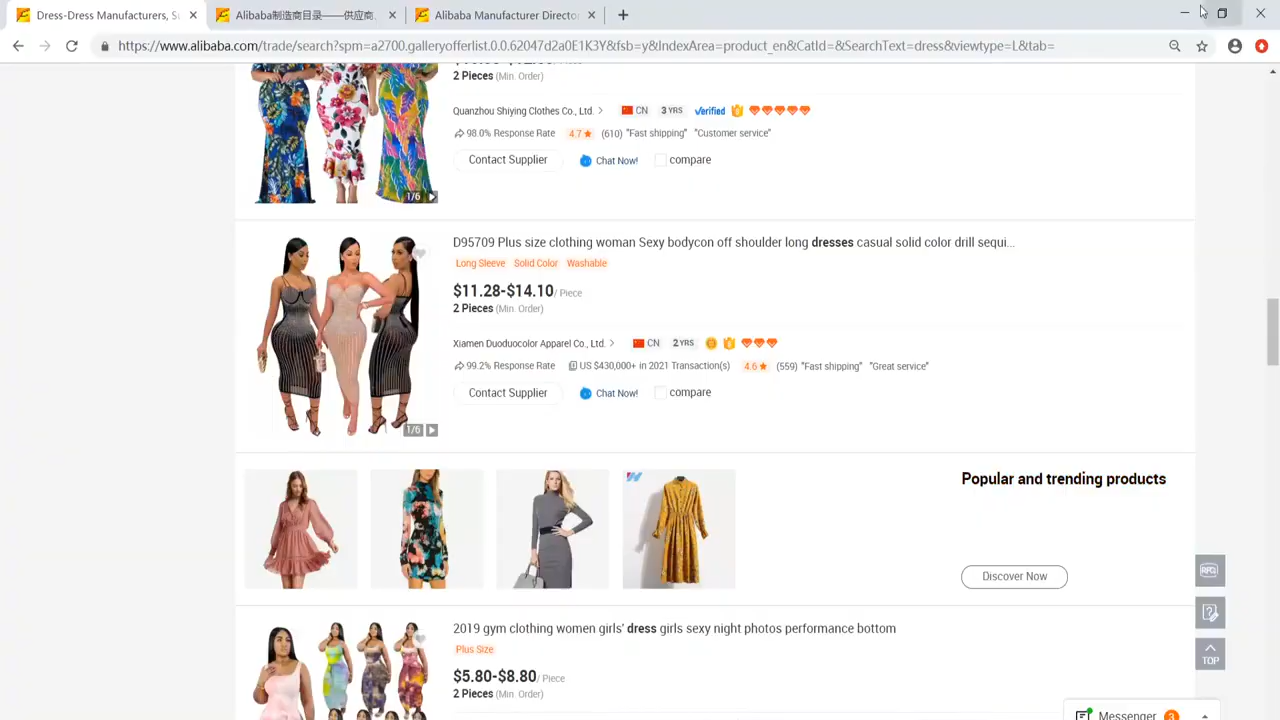 Dress-Dress Manufacturers, S
Alibaba制造商目录——供应商、
Alibaba Manufacturer Director
https://www.alibaba.com/trade/search?spm=a2700.galleryofferlist.0.0.62047d2a0E1K3Y&fsb=y&IndexArea=product_en&CatId=&SearchText=dress&viewtype=L&tab=
2 Pieces (Min. Order)
Quanzhou Shiying Clothes Co., Ltd. > CN 3 YRS Verified
98.0% Response Rate 4.7 (610) "Fast shipping" "Customer service"
Contact Supplier Chat Now! compare
1/6
D95709 Plus size clothing woman Sexy bodycon off shoulder long dresses casual solid color drill sequi...
Long Sleeve Solid Color Washable
$11.28-$14.10/ Piece
2 Pieces (Min. Order)
Xiamen Duoduocolor Apparel Co., Ltd. > CN 2 YRS
99.2% Response Rate US $430,000+ in 2021 Transaction(s) 4.6 (559) "Fast shipping" "Great service"
Contact Supplier Chat Now! compare
1/6
Popular and trending products
Discover Now
RFQ
2019 gym clothing women girls' dress girls sexy night photos performance bottom
Plus Size
TOP
$5.80-$8.80/ Piece
2 Pieces (Min. Order)
Messenger 3